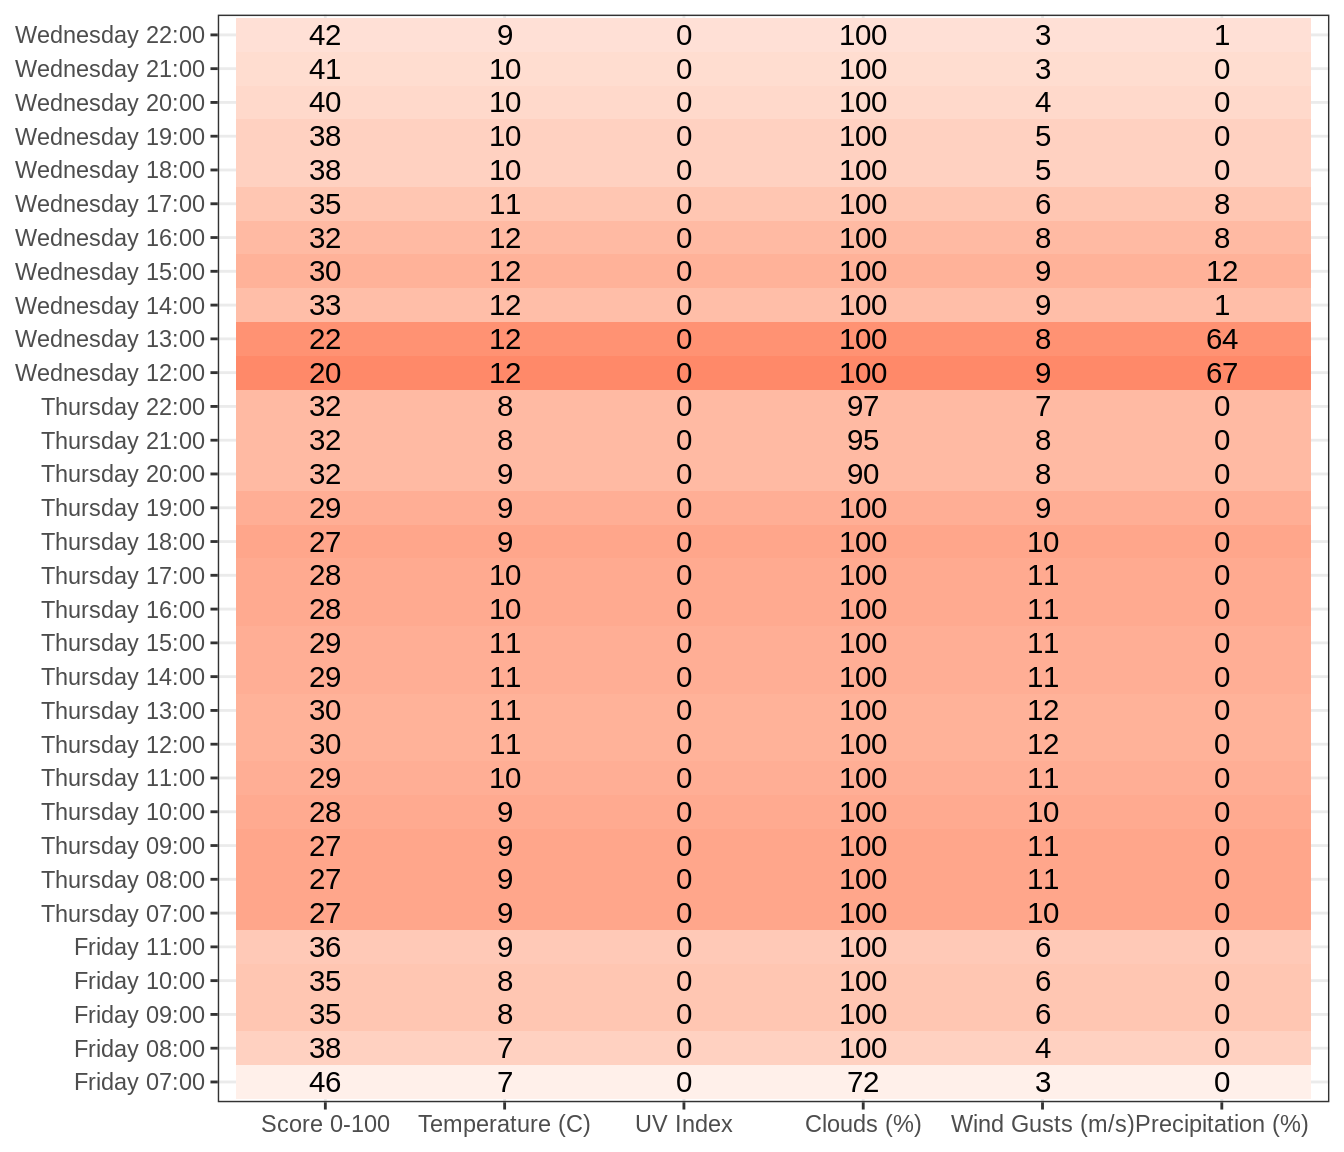 Wednesday 22:00 42 9 0 100 3 1
Wednesday 21:00 41 10 0 100 3 0
Wednesday 20:00 40 10 0 100 4 0
Wednesday 19:00 38 10 0 100 5 0
Wednesday 18:00 38 10 0 100 5 0
Wednesday 17:00 35 11 0 100 6 8
Wednesday 16:00 32 12 0 100 8 8
Wednesday 15:00 30 12 0 100 9 12
Wednesday 14:00 33 12 0 100 9 1
Wednesday 13:00 22 12 0 100 8 64
Wednesday 12:00 20 12 0 100 9 67
Thursday 22:00 32 8 0 97 7 0
Thursday 21:00 32 8 0 95 8 0
Thursday 20:00 32 9 0 90 8 0
Thursday 19:00 29 9 0 100 9 0
Thursday 18:00 27 9 0 100 10 0
Thursday 17:00 28 10 0 100 11 0
Thursday 16:00 28 10 0 100 11 0
Thursday 15:00 29 11 0 100 11 0
Thursday 14:00 29 11 0 100 11 0
Thursday 13:00 30 11 0 100 12 0
Thursday 12:00 30 11 0 100 12 0
Thursday 11:00 29 10 0 100 11 0
Thursday 10:00 28 9 0 100 10 0
Thursday 09:00 27 9 0 100 11 0
Thursday 08:00 27 9 0 100 11 0
Thursday 07:00 27 9 0 100 10 0
Friday 11:00 36 9 0 100 6 0
Friday 10:00 35 8 0 100 6 0
Friday 09:00 35 8 0 100 6 0
Friday 08:00 38 7 0 100 4 0
Friday 07:00 46 7 0 72 3 0
Score 0-100 Temperature (C) UV Index Clouds (%) Wind Gusts (m/s) Precipitation (%)